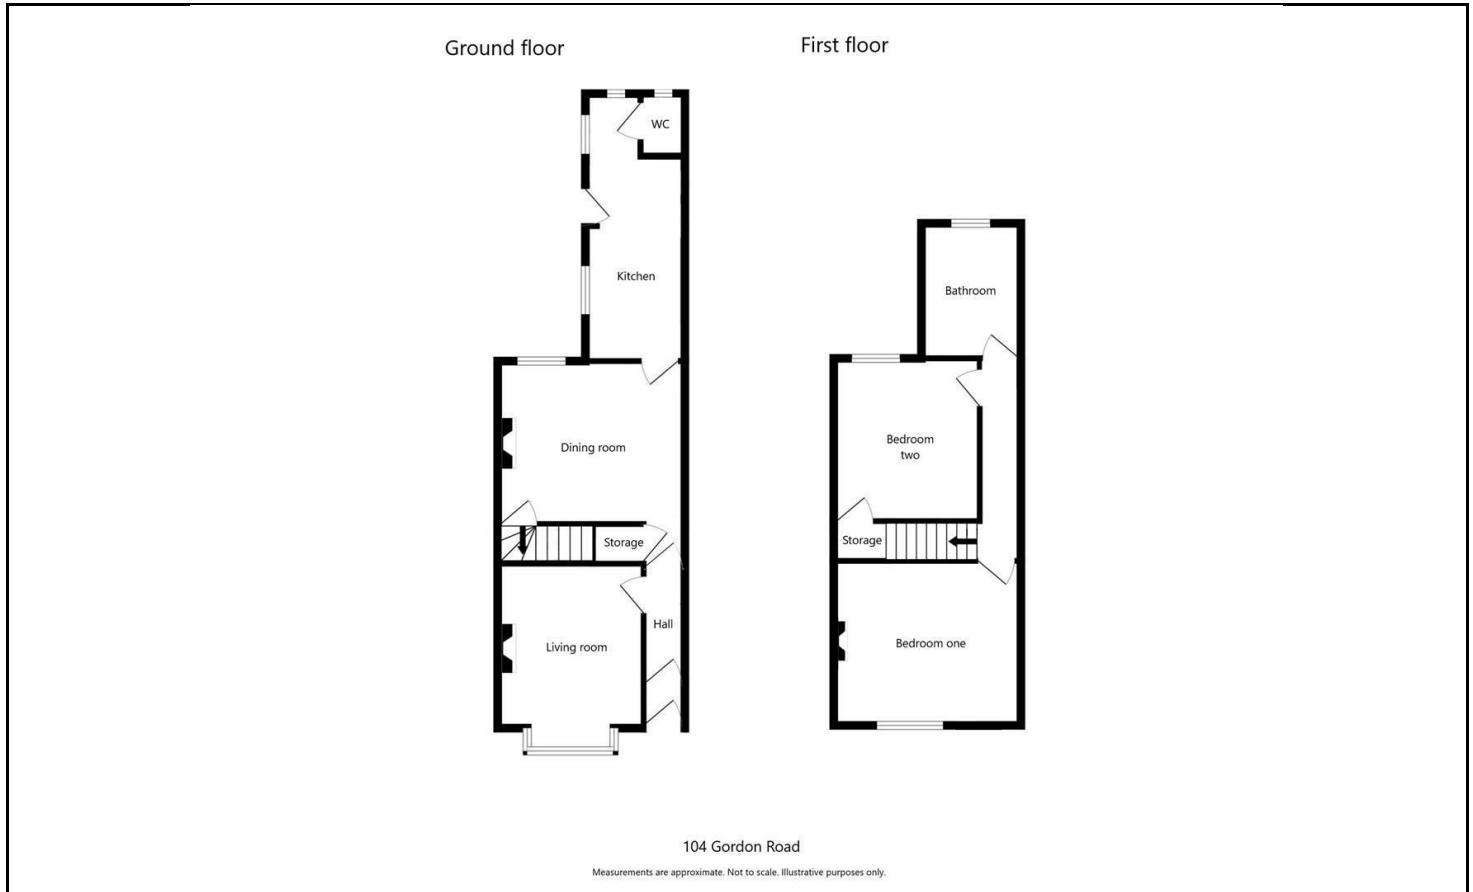 Ground floor
First floor
WC
Kitchen
Bathroom
Dining room
Bedroom
two
Storage
Storage
Hall
Living room
Bedroom one
104 Gordon Road
Measurements are approximate. Not to scale. Illustrative purposes only.